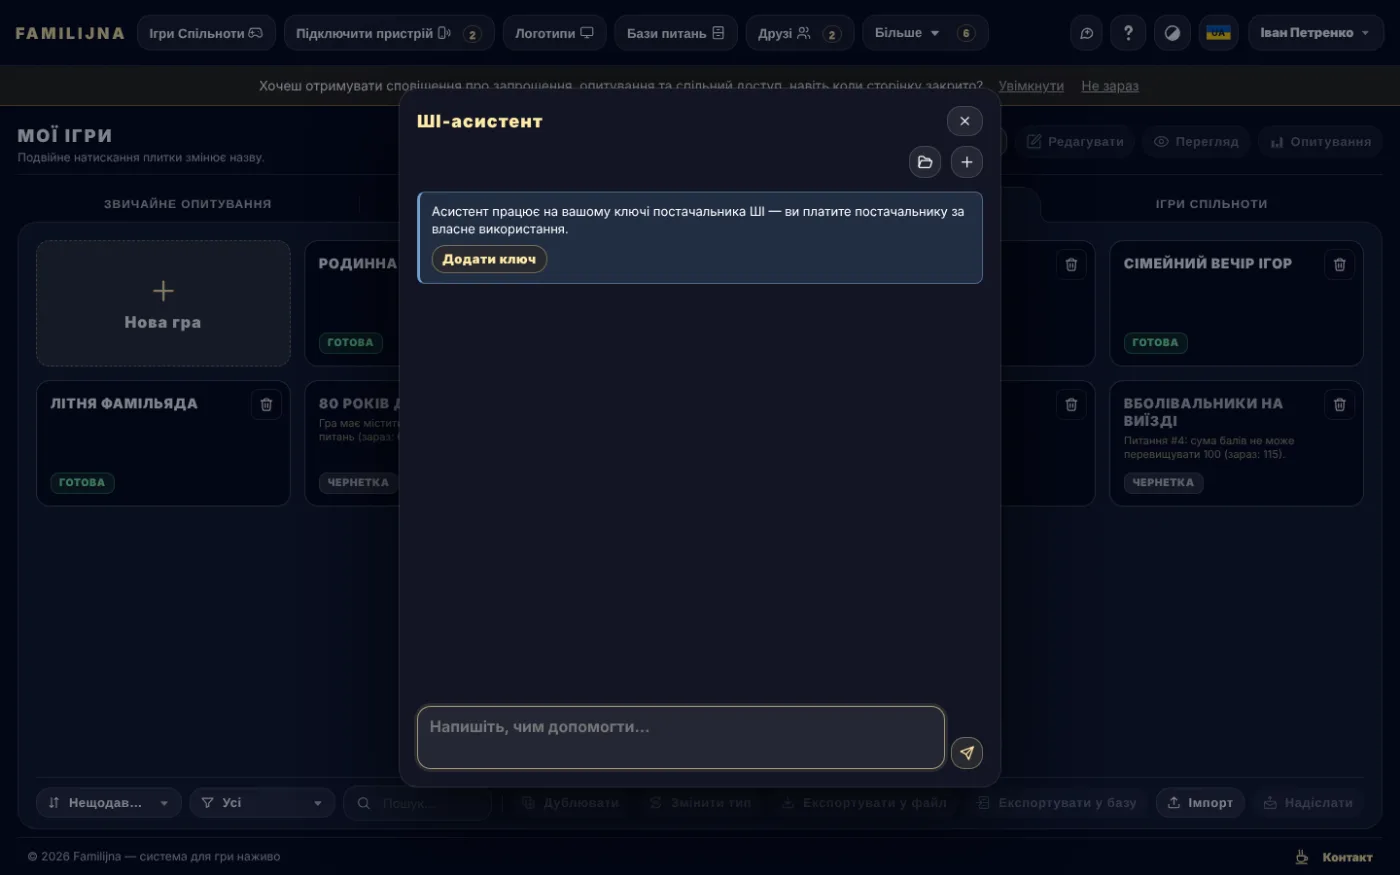 FAMILIJNA
Ігри Спільноти
Підключити пристрій 2
Логотипи
Бази питань
Друзі 2
Більше 6
?
UA
Іван Петренко
Хочеш отримувати сповіщення про запрошення, опитування та спільний доступ, навіть коли сторінку закрито? Увімкнути Не зараз
МОЇ ІГРИ
Подвійне натискання плитки змінює назву.
Редагувати
Перегляд
Опитування
ЗВИЧАЙНЕ ОПИТУВАННЯ
ІГРИ СПІЛЬНОТИ
Нова гра
РОДИННА
ГОТОВА
СІМЕЙНИЙ ВЕЧІР ІГОР
ГОТОВА
ЛІТНЯ ФАМІЛЬЯДА
ГОТОВА
80 РОКІВ
Гра має
питань (зараз:
ЧЕРНЕТКА
ВБОЛІВАЛЬНИКИ НА
ВИЇЗДІ
Питання #4: сума балів не може
перевищувати 100 (зараз: 115).
ЧЕРНЕТКА
ШІ-асистент
Асистент працює на вашому ключі постачальника ШІ — ви платите постачальнику за
власне використання.
Додати ключ
Напишіть, чим допомогти...
Нещодав...
Усі
Пошук...
Дублювати
Змінити тип
Експортувати у файл
Експортувати у базу
Імпорт
Надіслати
© 2026 Familijna — система для гри наживо
Контакт